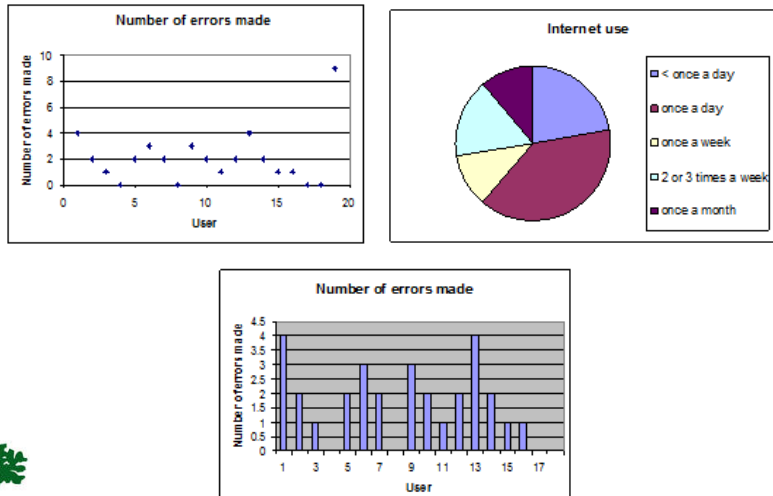 Number of errors made
Number of errors made
10
8
6
4
2
0
0 5 10 15 20
User
Internet use
< once a day
once a day
once a week
2 or 3 times a week
once a month
Number of errors made
Number of errors made
4.5
4
3.5
3
2.5
2
1.5
1
0.5
0
1 3 5 7 9 11 13 15 17
User